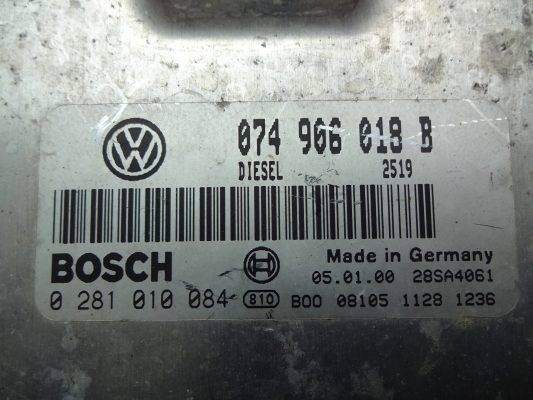 074 906 018 B
DIESEL 2519
BOSCH Made in Germany
05.01.00 28SA4061
0 281 010 084 810 B00 08105 1128 1236